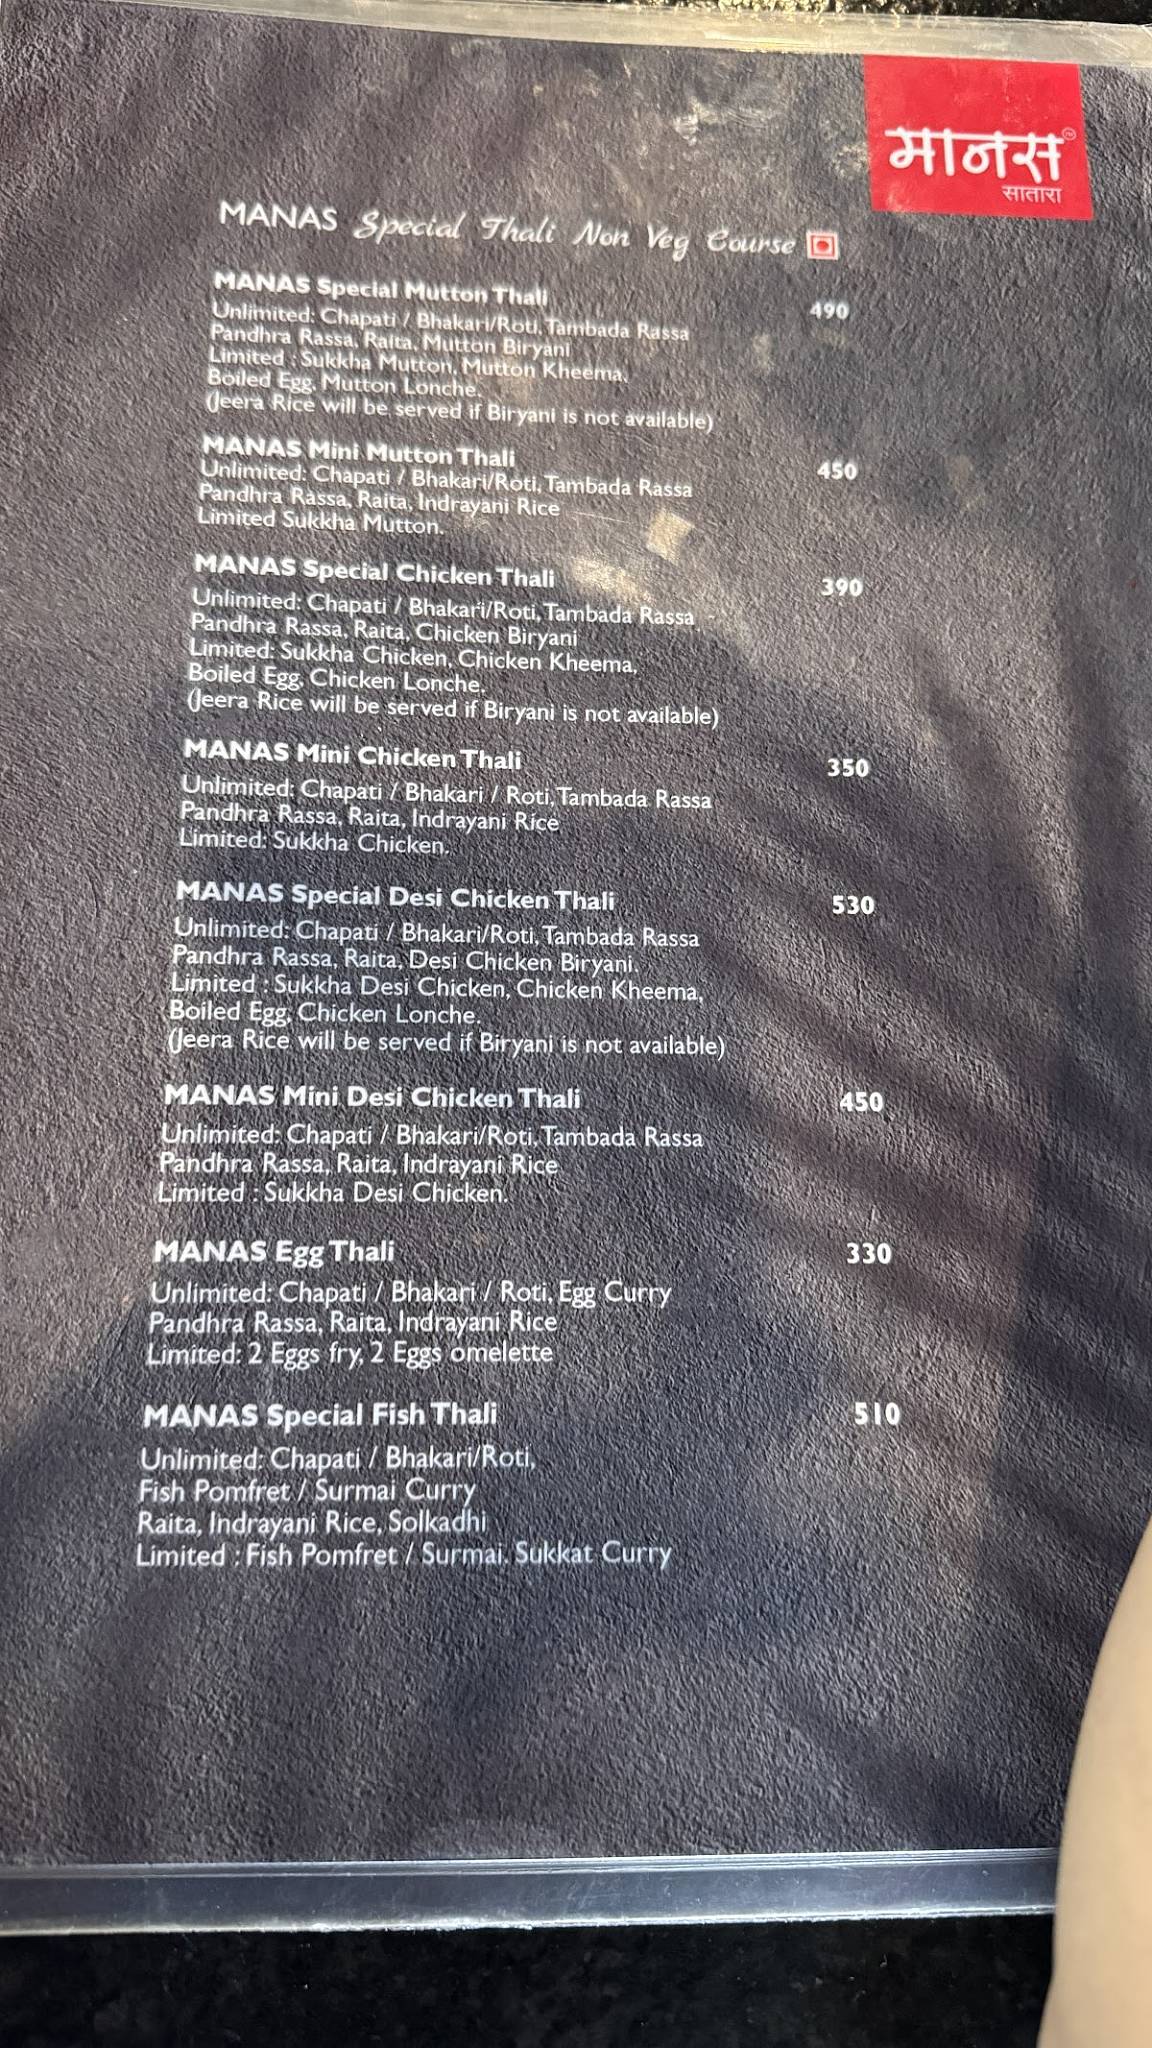 मानस
सातारा
MANAS Special Thali Non Veg Course
MANAS Special Mutton Thali 490
Unlimited: Chapati / Bhakari/Roti, Tambada Rassa
Pandhra Rassa, Raita, Mutton Biryani
Limited : Sukkha Mutton, Mutton Kheema,
Boiled Egg, Mutton Lonche.
(Jeera Rice will be served if Biryani is not available)
MANAS Mini Mutton Thali 450
Unlimited: Chapati / Bhakari/Roti, Tambada Rassa
Pandhra Rassa, Raita, Indrayani Rice
Limited Sukkha Mutton.
MANAS Special Chicken Thali 390
Unlimited: Chapati / Bhakari/Roti, Tambada Rassa
Pandhra Rassa, Raita, Chicken Biryani
Limited: Sukkha Chicken, Chicken Kheema,
Boiled Egg, Chicken Lonche.
(Jeera Rice will be served if Biryani is not available)
MANAS Mini Chicken Thali 350
Unlimited: Chapati / Bhakari / Roti, Tambada Rassa
Pandhra Rassa, Raita, Indrayani Rice
Limited: Sukkha Chicken.
MANAS Special Desi Chicken Thali 530
Unlimited: Chapati / Bhakari/Roti, Tambada Rassa
Pandhra Rassa, Raita, Desi Chicken Biryani.
Limited : Sukkha Desi Chicken, Chicken Kheema,
Boiled Egg, Chicken Lonche.
(Jeera Rice will be served if Biryani is not available)
MANAS Mini Desi Chicken Thali 450
Unlimited: Chapati / Bhakari/Roti, Tambada Rassa
Pandhra Rassa, Raita, Indrayani Rice
Limited : Sukkha Desi Chicken.
MANAS Egg Thali 330
Unlimited: Chapati / Bhakari / Roti, Egg Curry
Pandhra Rassa, Raita, Indrayani Rice
Limited: 2 Eggs fry, 2 Eggs omelette
MANAS Special Fish Thali 510
Unlimited: Chapati / Bhakari/Roti,
Fish Pomfret / Surmai Curry
Raita, Indrayani Rice, Solkadhi
Limited : Fish Pomfret / Surmai. Sukkat Curry